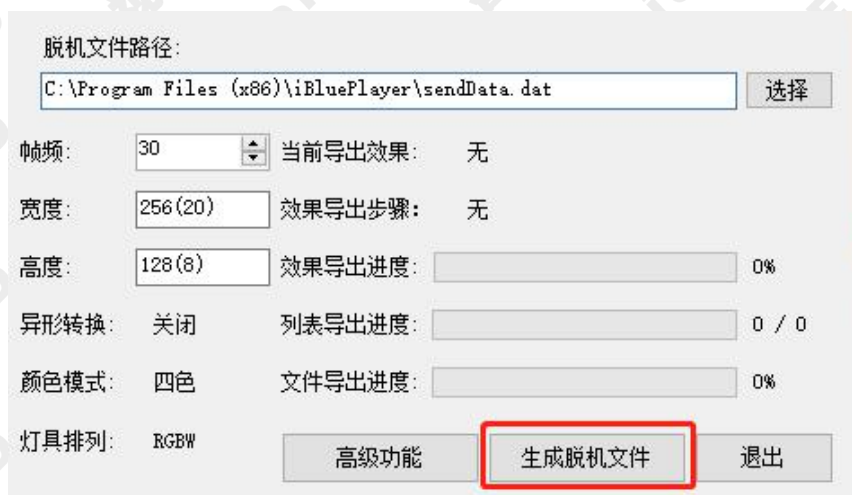 脱机文件路径:
C:\Program Files (x86)\iBluePlayer\sendData.dat 选择
帧频: 30 当前导出效果: 无
宽度: 256(20) 效果导出步骤: 无
高度: 128(8) 效果导出进度: 0%
异形转换: 关闭 列表导出进度: 0 / 0
颜色模式: 四色 文件导出进度: 0%
灯具排列: RGBW 高级功能 生成脱机文件 退出